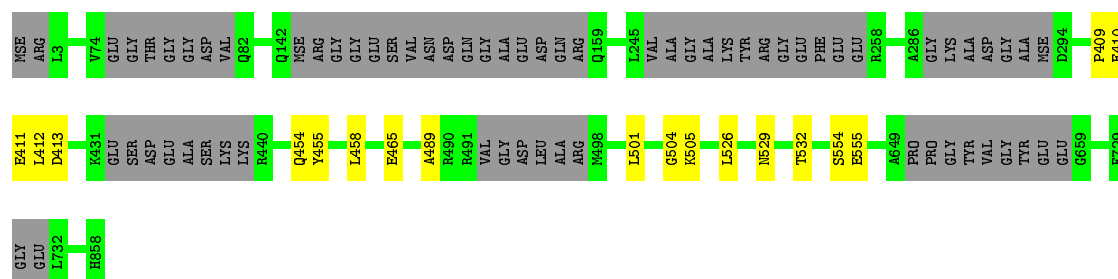 MSE ARG L3 V74 GLU GLY THR GLY GLY ASP VAL Q82 Q142 MSE ARG GLY GLY GLU SER VAL ASN ASP GLN GLY ALA GLU ASP GLN ARG Q159 L245 VAL ALA GLY ALA LYS TYR ARG GLY GLU PHE GLU GLU R258 A286 GLY LYS ALA ASP GLY ALA MSE D294 P409
E411 L412 D413 K431 GLU SER ASP GLU ALA SER LYS LYS R440 Q454 Y455 L458 E465 A489 R490 R491 VAL GLY ASP LEU ALA ARG M498 L501 G504 K505 L526 N529 T532 S554 E555 A649 PRO PRO GLY TYR VAL GLY TYR GLU GLU G659
GLY GLU L732 H858